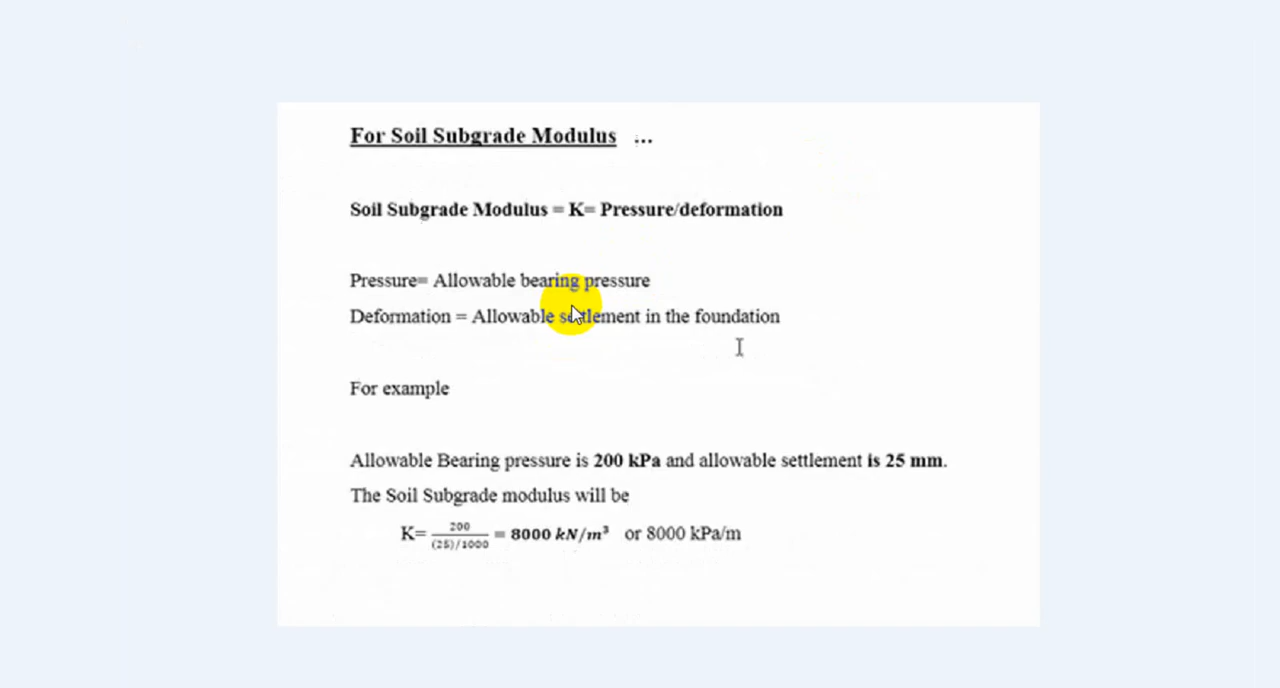 For Soil Subgrade Modulus ...
Soil Subgrade Modulus = K= Pressure/deformation
Pressure= Allowable bearing pressure
Deformation = Allowable settlement in the foundation
For example
Allowable Bearing pressure is 200 kPa and allowable settlement is 25 mm.
The Soil Subgrade modulus will be
K= 200/(25)/1000 = 8000 kN/m³ or 8000 kPa/m